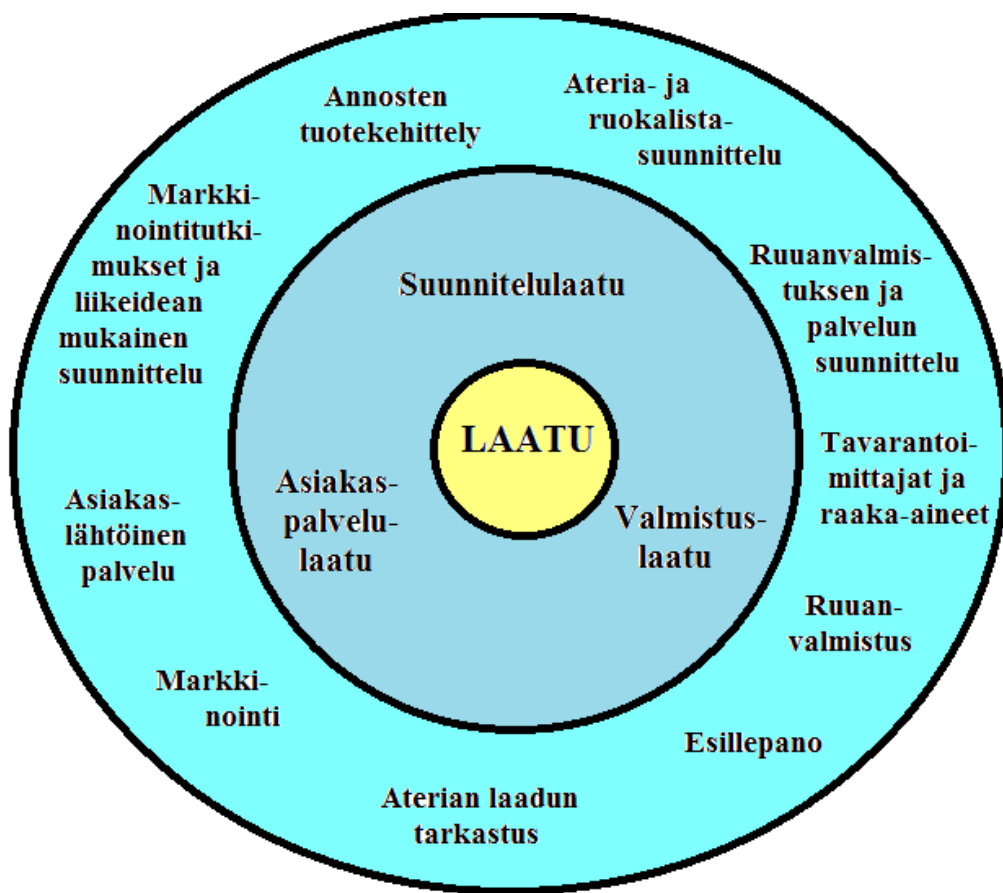 Annosten
tuotekehittely
Ateria- ja
ruokalista-
suunnittelu
Markki-
nointitutki-
mukset ja
liikeidean
mukainen
suunnittelu
Ruuanvalmis-
tuksen ja
palvelun
suunnittelu
Suunnitelulaatu
LAATU
Asiakas-
palvelu-
laatu
Valmistus-
laatu
Tavarantoi-
mittajat ja
raaka-aineet
Asiakas-
lähtöinen
palvelu
Ruuan-
valmistus
Markki-
nointi
Esillepano
Aterian laadun
tarkastus